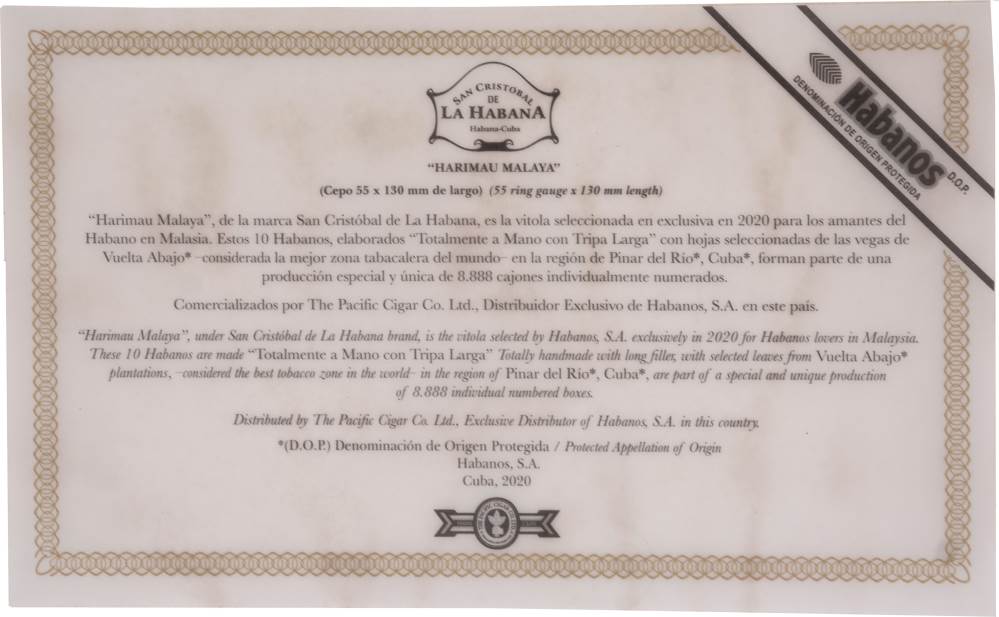 SAN CRISTOBAL
DE
LA HABANA
Habana-Cuba
Habanos
DENOMINACIÓN DE ORIGEN PROTEGIDA
D.O.P.
“HARIMAU MALAYA”
(Cepo 55 x 130 mm de largo) (55 ring gauge x 130 mm length)
“Harimau Malaya”, de la marca San Cristóbal de La Habana, es la vitola seleccionada en exclusiva en 2020 para los amantes del
Habano en Malasia. Estos 10 Habanos, elaborados “Totalmente a Mano con Tripa Larga” con hojas seleccionadas de las vegas de
Vuelta Abajo* –considerada la mejor zona tabacalera del mundo– en la región de Pinar del Río*, Cuba*, forman parte de una
producción especial y única de 8.888 cajones individualmente numerados.
Comercializados por The Pacific Cigar Co. Ltd., Distribuidor Exclusivo de Habanos, S.A. en este país.
“Harimau Malaya”, under San Cristóbal de La Habana brand, is the vitola selected by Habanos, S.A. exclusively in 2020 for Habanos lovers in Malaysia.
These 10 Habanos are made “Totalmente a Mano con Tripa Larga” Totally handmade with long filler, with selected leaves from Vuelta Abajo*
plantations, –considered the best tobacco zone in the world– in the region of Pinar del Río*, Cuba*, are part of a special and unique production
of 8.888 individual numbered boxes.
Distributed by The Pacific Cigar Co. Ltd., Exclusive Distributor of Habanos, S.A. in this country.
*(D.O.P.) Denominación de Origen Protegida / Protected Appellation of Origin
Habanos, S.A.
Cuba, 2020
THE PACIFIC CIGAR CO. LTD.